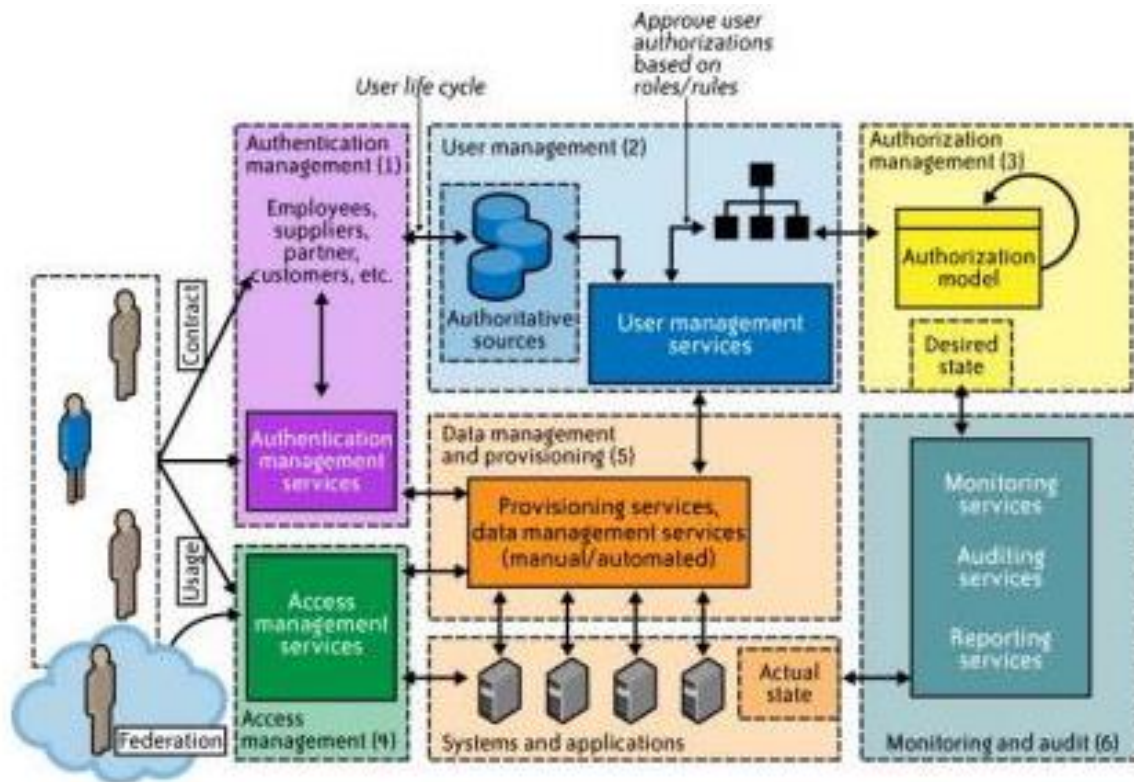 Approve user
authorizations
based on
roles/rules
User life cycle
Authentication
management (1)
Employees,
suppliers,
partner,
customers, etc.
Authentication
management
services
User management (2)
Authoritative
sources
User management
services
Authorization
management (3)
Authorization
model
Desired
state
Contract
Usage
Federation
Data management
and provisioning (5)
Provisioning services,
data management services
(manual/automated)
Access
management
services
Access
management (4)
Actual
state
Systems and applications
Monitoring
services
Auditing
services
Reporting
services
Monitoring and audit (6)